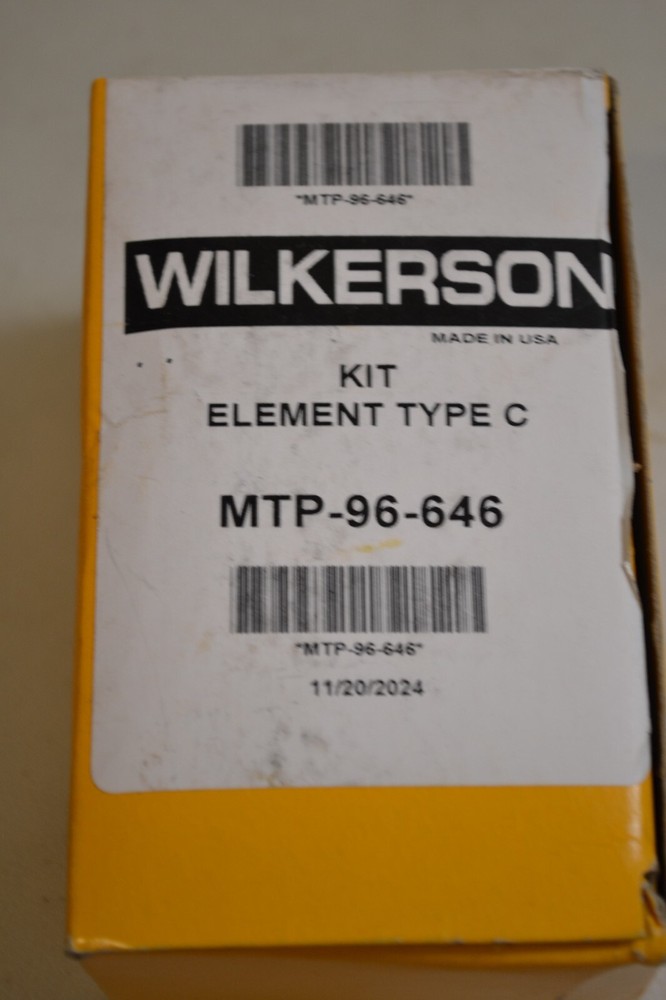 "MTP-96-646"
WILKERSON
MADE IN USA
KIT
ELEMENT TYPE C
MTP-96-646
"MTP-96-646"
11/20/2024